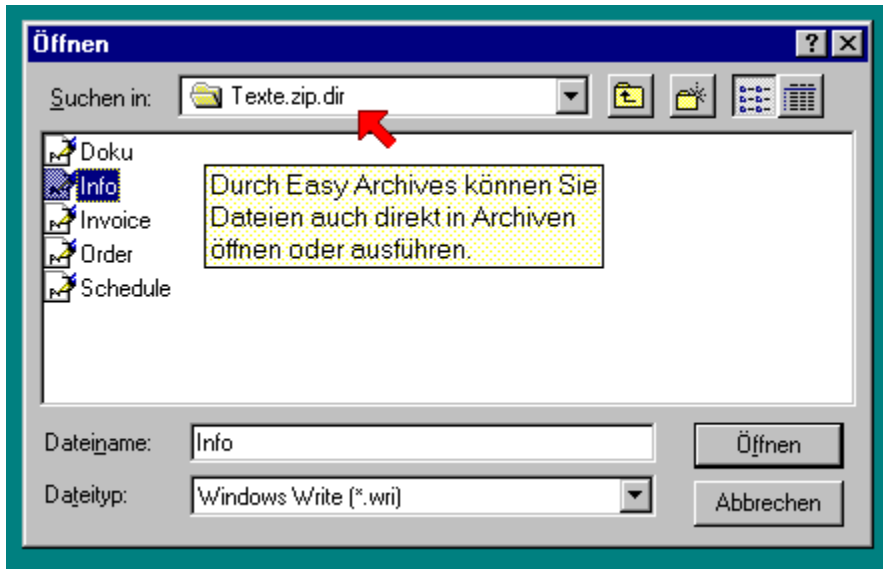 Öffnen
Suchen in: Texte.zip.dir
Doku
Info
Invoice
Order
Schedule
Durch Easy Archives können Sie
Dateien auch direkt in Archiven
öffnen oder ausführen.
Dateiname: Info Öffnen
Dateityp: Windows Write (*.wri) Abbrechen